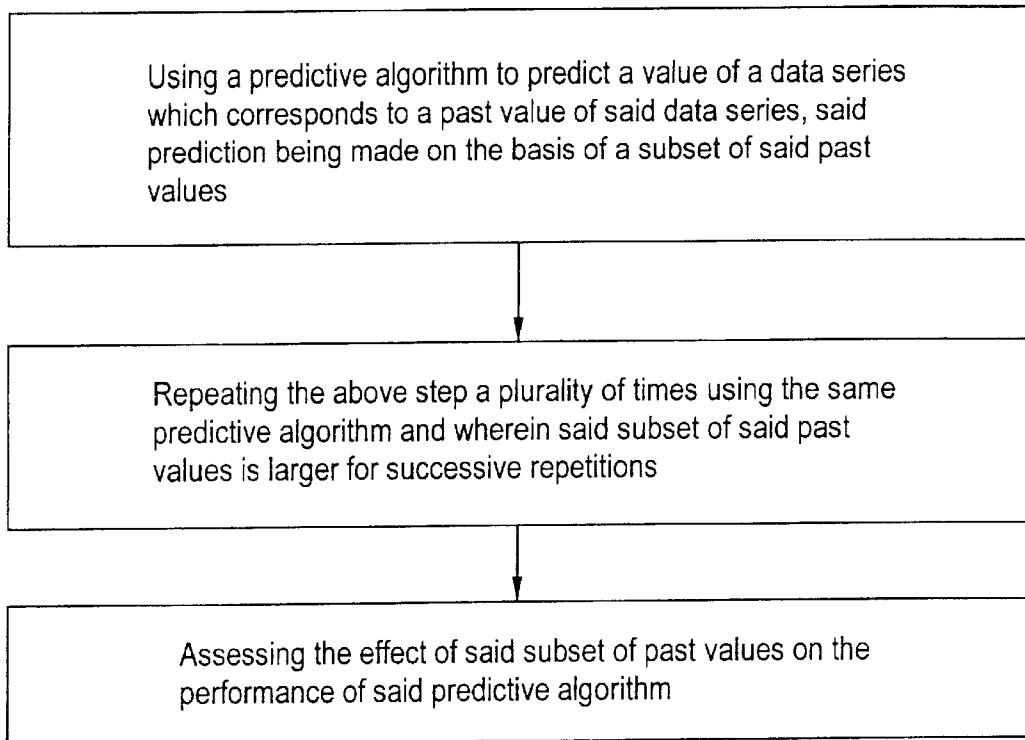 Using a predictive algorithm to predict a value of a data series
which corresponds to a past value of said data series, said
prediction being made on the basis of a subset of said past
values
Repeating the above step a plurality of times using the same
predictive algorithm and wherein said subset of said past
values is larger for successive repetitions
Assessing the effect of said subset of past values on the
performance of said predictive algorithm